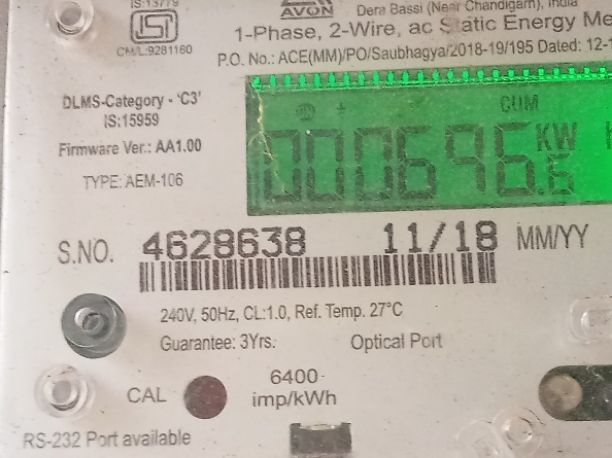 IS:13779
CM/L:9281160
AVON
Dera Bassi (Near Chandigarh), India
1-Phase, 2-Wire, ac Static Energy Me
P.O. No.: ACE(MM)/PO/Saubhagya/2018-19/195 Dated: 12-1
DLMS-Category - 'C3'
IS:15959
Firmware Ver.: AA1.00
TYPE: AEM-106
CUM
000696.6 KW
S.NO. 4628638 11/18 MM/YY
240V, 50Hz, CL:1.0, Ref. Temp. 27°C
Guarantee: 3Yrs. Optical Port
CAL 6400
imp/kWh
RS-232 Port available